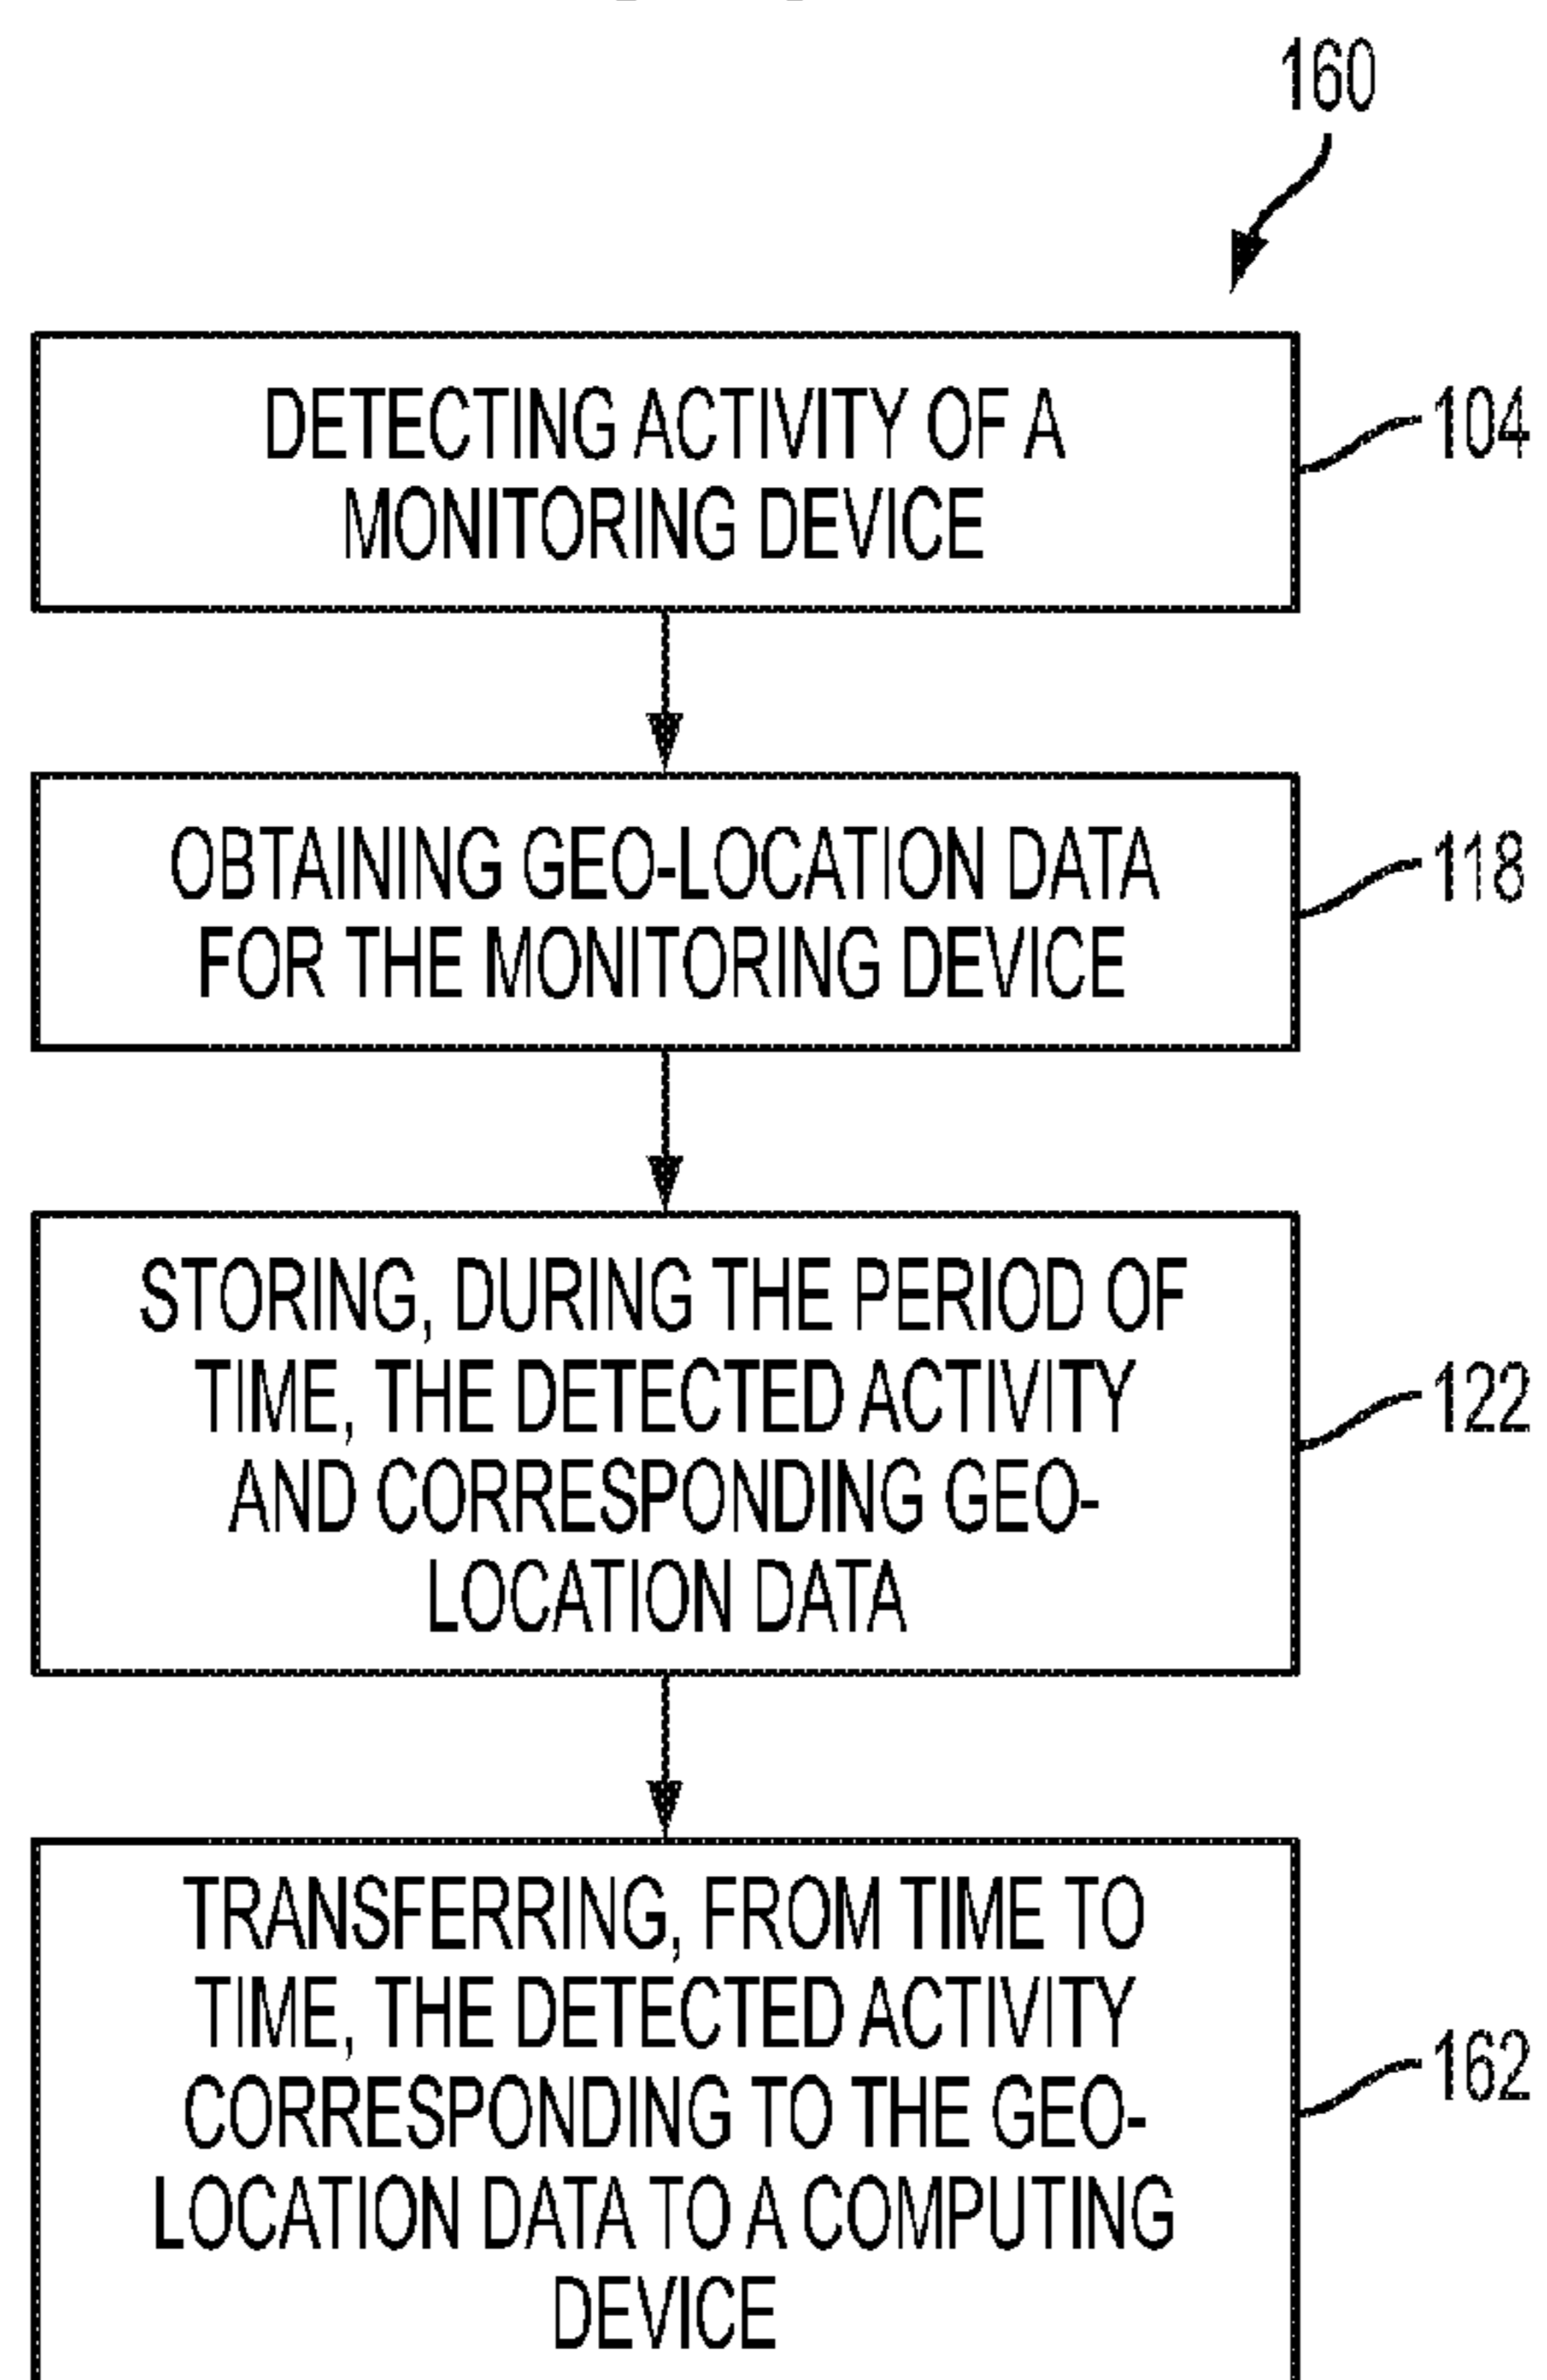 160
DETECTING ACTIVITY OF A
MONITORING DEVICE
104
OBTAINING GEO-LOCATION DATA
FOR THE MONITORING DEVICE
118
STORING, DURING THE PERIOD OF
TIME, THE DETECTED ACTIVITY
AND CORRESPONDING GEO-
LOCATION DATA
122
TRANSFERRING, FROM TIME TO
TIME, THE DETECTED ACTIVITY
CORRESPONDING TO THE GEO-
LOCATION DATA TO A COMPUTING
DEVICE
162